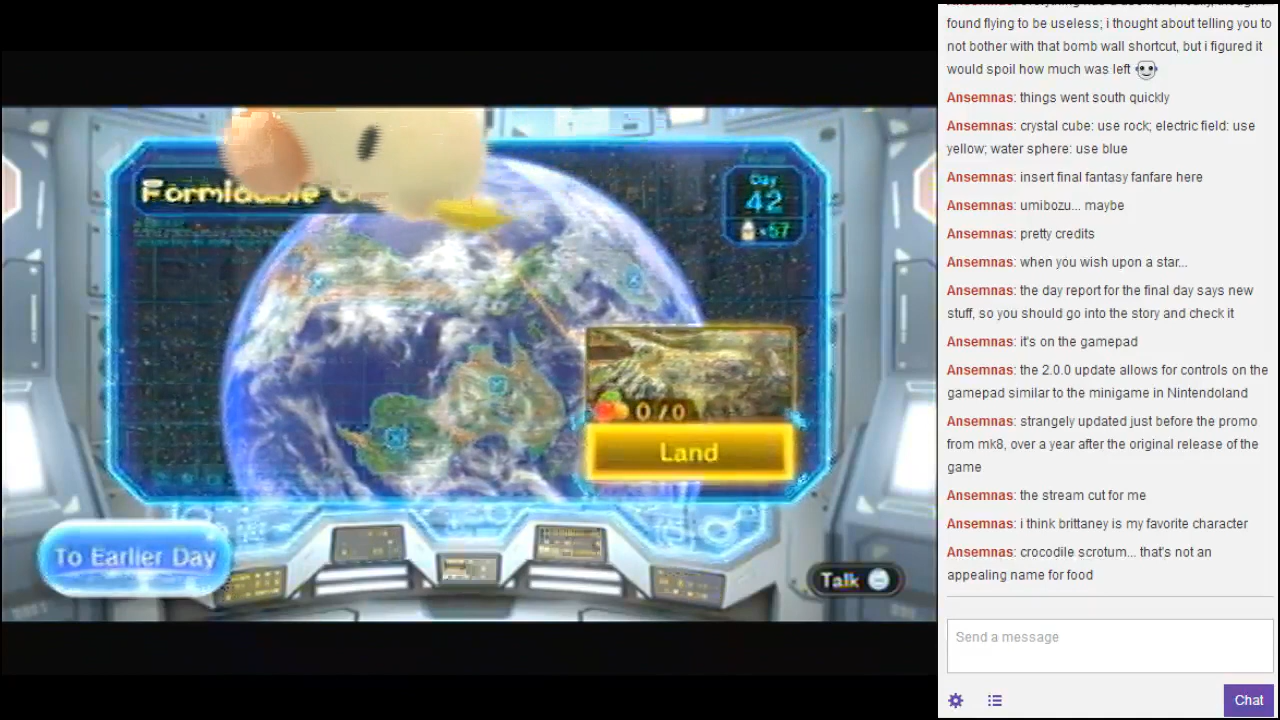 Formidable
Day
42
x57
0/0
Land
To Earlier Day
Talk
found flying to be useless; i thought about telling you to
not bother with that bomb wall shortcut, but i figured it
would spoil how much was left
Ansemnas: things went south quickly
Ansemnas: crystal cube: use rock; electric field: use
yellow; water sphere: use blue
Ansemnas: insert final fantasy fanfare here
Ansemnas: umibozu... maybe
Ansemnas: pretty credits
Ansemnas: when you wish upon a star...
Ansemnas: the day report for the final day says new
stuff, so you should go into the story and check it
Ansemnas: it's on the gamepad
Ansemnas: the 2.0.0 update allows for controls on the
gamepad similar to the minigame in Nintendoland
Ansemnas: strangely updated just before the promo
from mk8, over a year after the original release of the
game
Ansemnas: the stream cut for me
Ansemnas: i think brittaney is my favorite character
Ansemnas: crocodile scrotum... that's not an
appealing name for food
Send a message
Chat